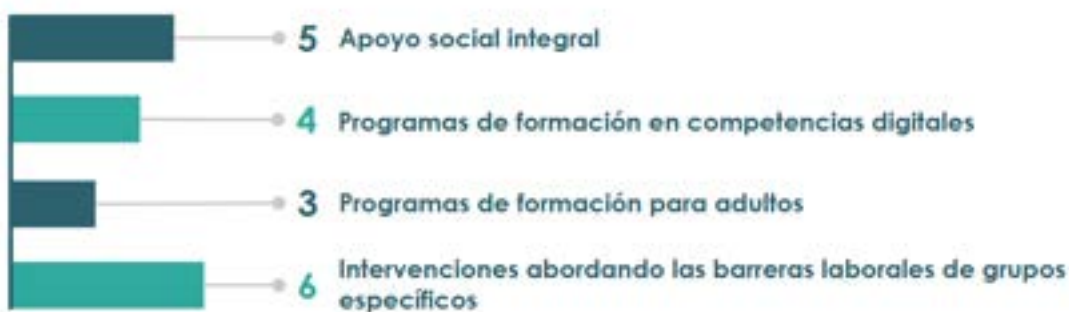 5 Apoyo social integral
4 Programas de formación en competencias digitales
3 Programas de formación para adultos
6 Intervenciones abordando las barreras laborales de grupos
específicos